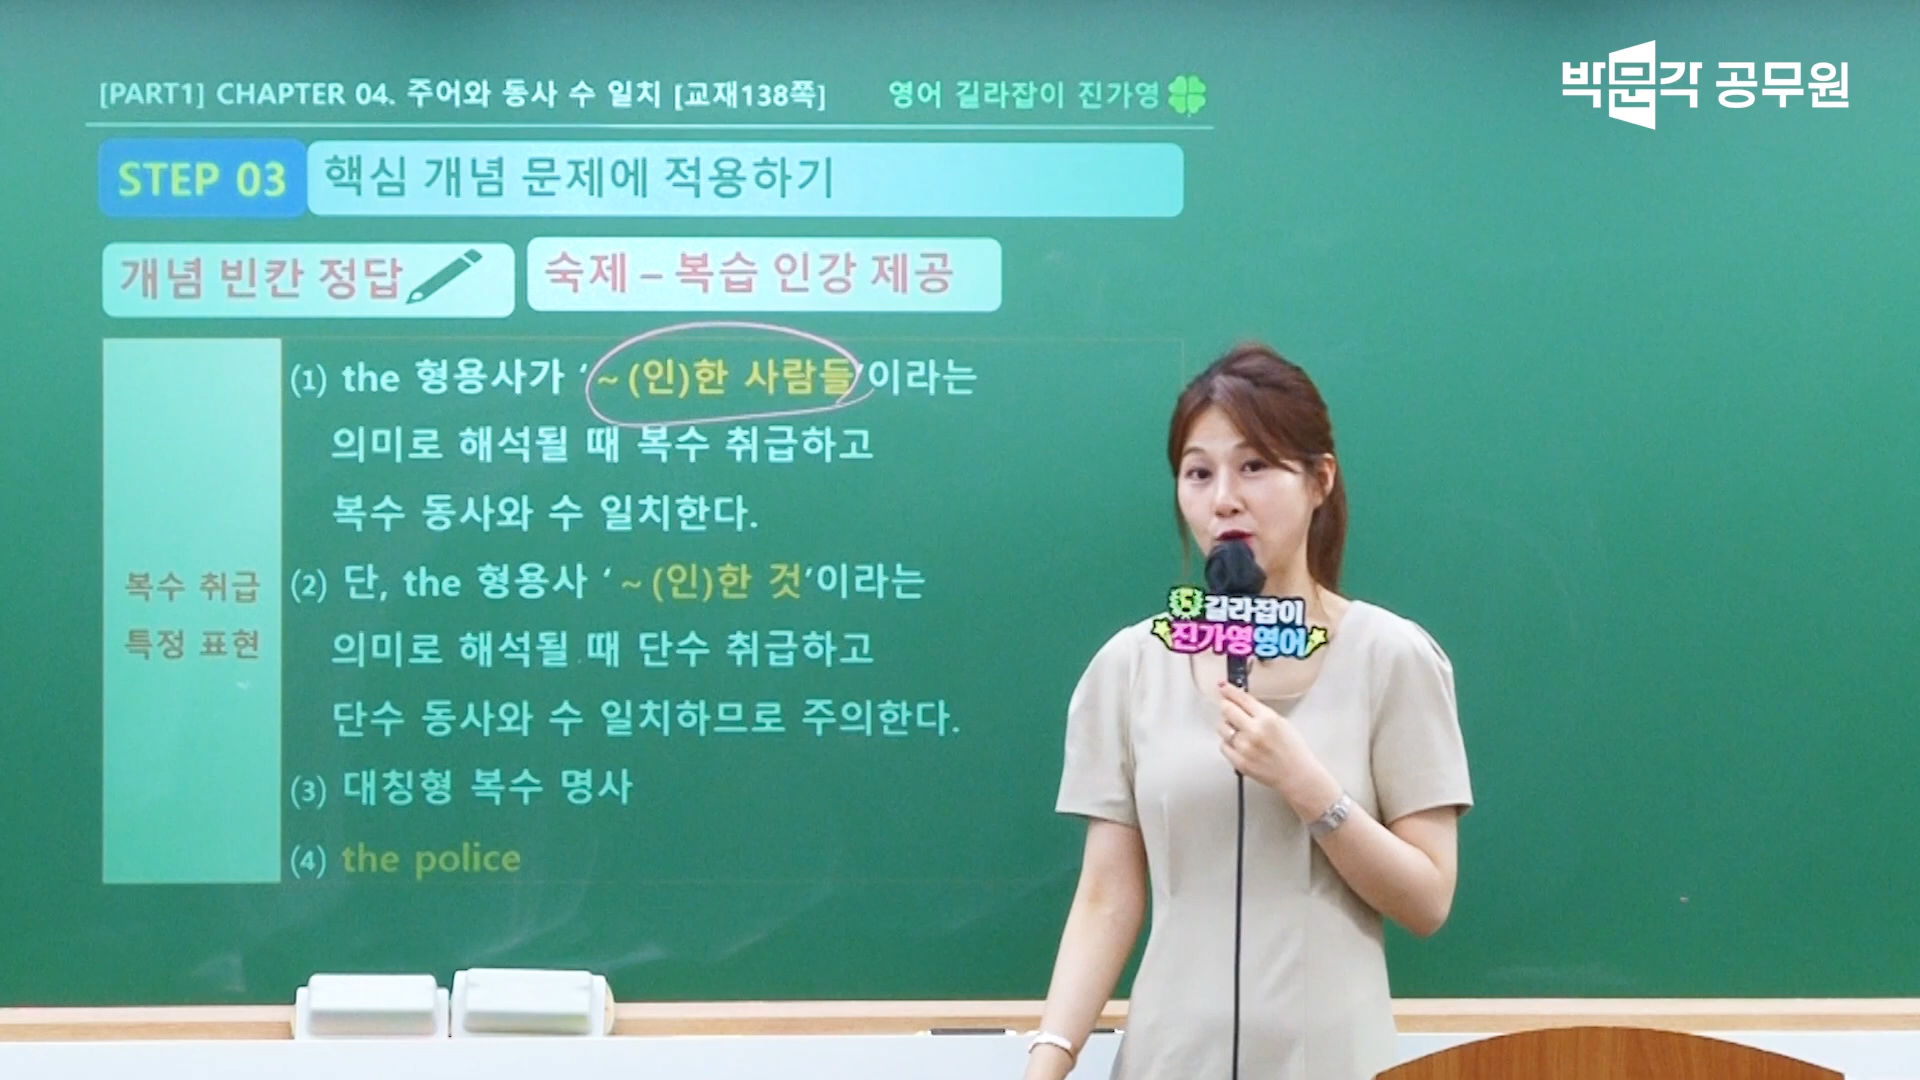 [PART1] CHAPTER 04. 주어와 동사 수 일치 [교재138쪽]
영어 길라잡이 진가영
박문각 공무원
STEP 03 핵심 개념 문제에 적용하기
개념 빈칸 정답
숙제 – 복습 인강 제공
복수 취급
특정 표현
(1) the 형용사가 ‘~(인)한 사람들’이라는
의미로 해석될 때 복수 취급하고
복수 동사와 수 일치한다.
(2) 단, the 형용사 ‘~(인)한 것’이라는
의미로 해석될 때 단수 취급하고
단수 동사와 수 일치하므로 주의한다.
(3) 대칭형 복수 명사
(4) the police
길라잡이
진가영영어